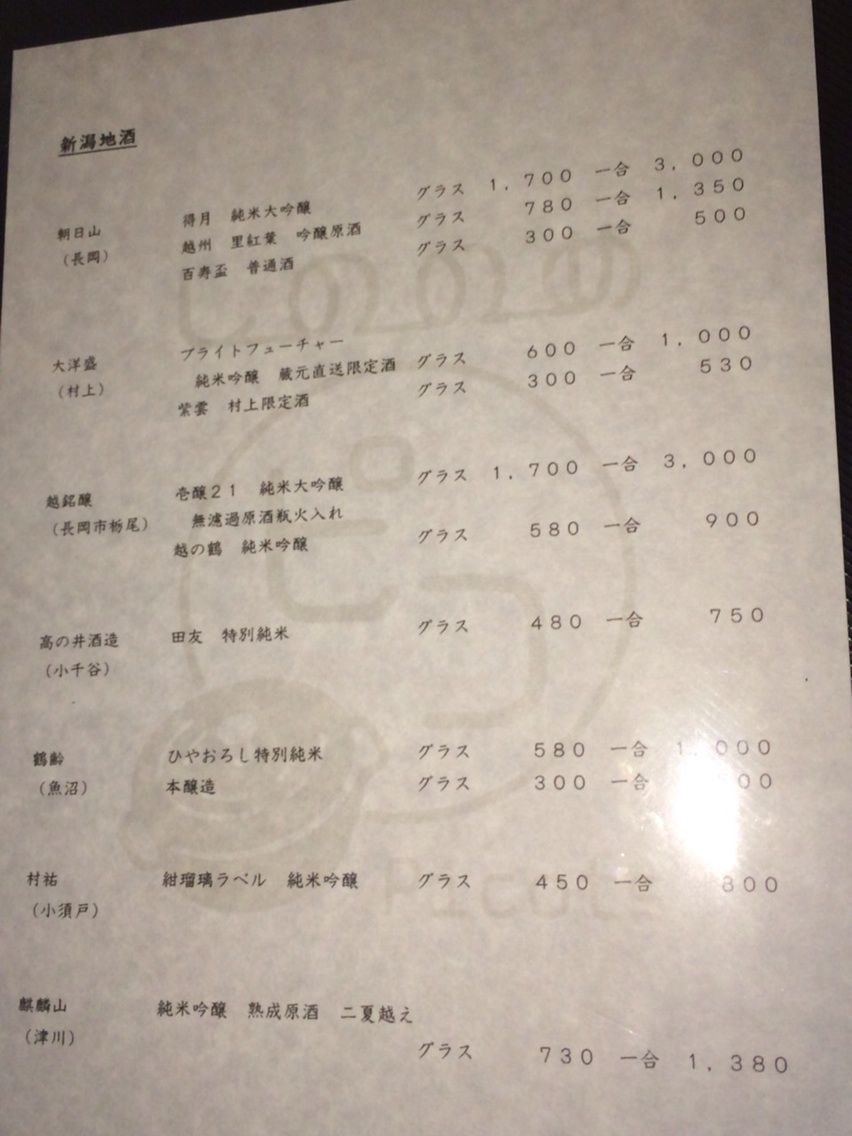 新潟地酒
朝日山
(長岡)
得月 純米大吟醸 グラス 1,700 一合 3,000
越州 里紅葉 吟醸原酒 グラス 780 一合 1,350
百寿盃 普通酒 グラス 300 一合 500
大洋盛
(村上)
ブライトフューチャー
純米吟醸 蔵元直送限定酒 グラス 600 一合 1,000
紫雲 村上限定酒 グラス 300 一合 530
越銘醸
(長岡市栃尾)
壱醸21 純米大吟醸 グラス 1,700 一合 3,000
無濾過原酒瓶火入れ
越の鶴 純米吟醸 グラス 580 一合 900
高の井酒造
(小千谷)
田友 特別純米 グラス 480 一合 750
鶴齢
(魚沼)
ひやおろし特別純米 グラス 580 一合 1,000
本醸造 グラス 300 一合
村祐
(小須戸)
紺瑠璃ラベル 純米吟醸 グラス 450 一合 800
麒麟山
(津川)
純米吟醸 熟成原酒 二夏越え
グラス 730 一合 1,380